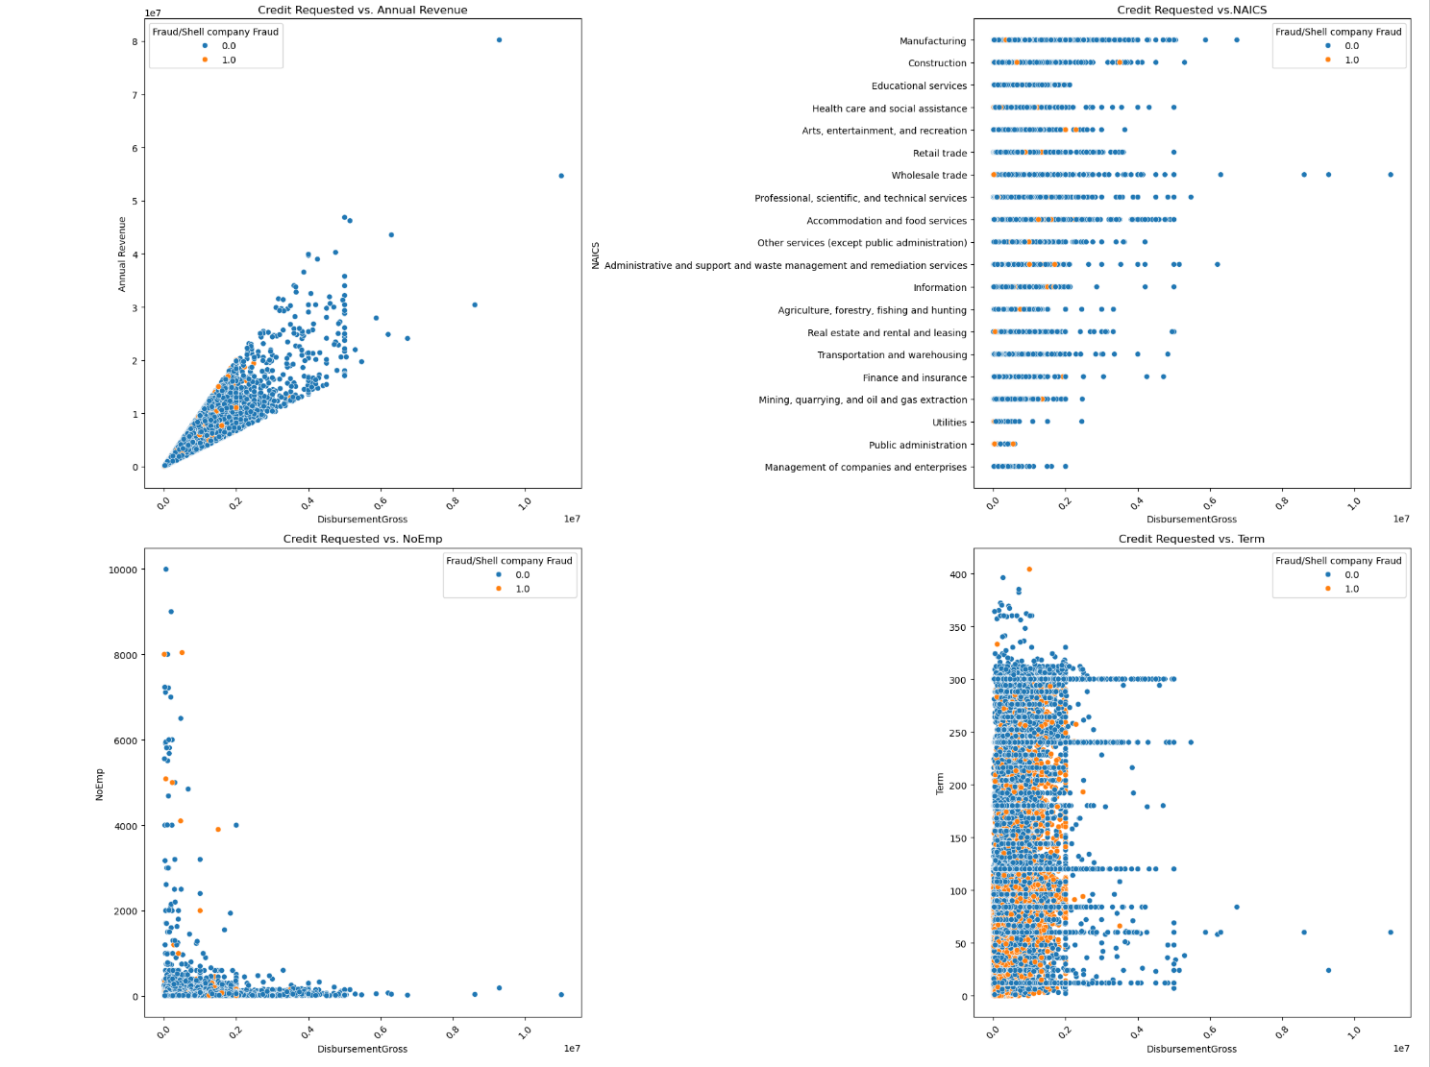 Credit Requested vs. Annual Revenue
1e7
Fraud/Shell company Fraud
0.0
1.0
8
7
6
5
4
3
2
1
0
Annual Revenue
0.0
0.2
0.4
0.6
0.8
1.0
DisbursementGross
1e7
Credit Requested vs.NAICS
Fraud/Shell company Fraud
0.0
1.0
Manufacturing
Construction
Educational services
Health care and social assistance
Arts, entertainment, and recreation
Retail trade
Wholesale trade
Professional, scientific, and technical services
Accommodation and food services
Other services (except public administration)
Administrative and support and waste management and remediation services
Information
Agriculture, forestry, fishing and hunting
Real estate and rental and leasing
Transportation and warehousing
Finance and insurance
Mining, quarrying, and oil and gas extraction
Utilities
Public administration
Management of companies and enterprises
NAICS
0.0
0.2
0.4
0.6
0.8
1.0
DisbursementGross
1e7
Credit Requested vs. NoEmp
Fraud/Shell company Fraud
0.0
1.0
10000
8000
6000
4000
2000
0
NoEmp
0.0
0.2
0.4
0.6
0.8
1.0
DisbursementGross
1e7
Credit Requested vs. Term
Fraud/Shell company Fraud
0.0
1.0
400
350
300
250
200
150
100
50
0
Term
0.0
0.2
0.4
0.6
0.8
1.0
DisbursementGross
1e7